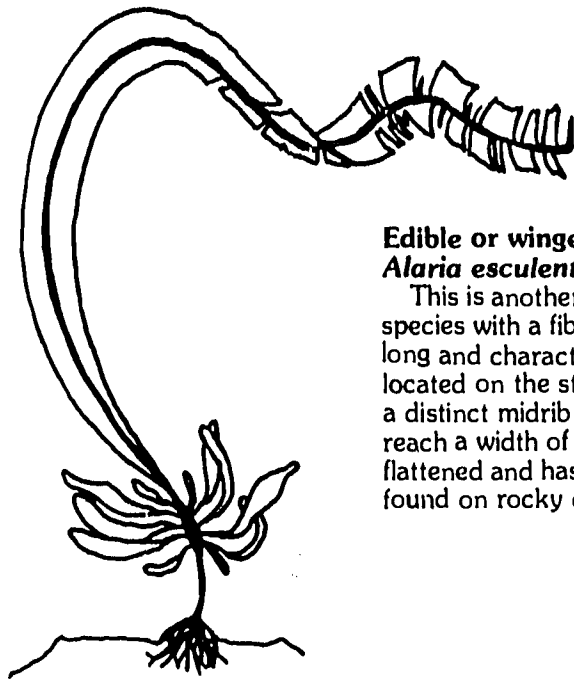 Edible or winge
Alaria esculent
This is another
species with a fib
long and charact
located on the st
a distinct midrib
reach a width of
flattened and has
found on rocky